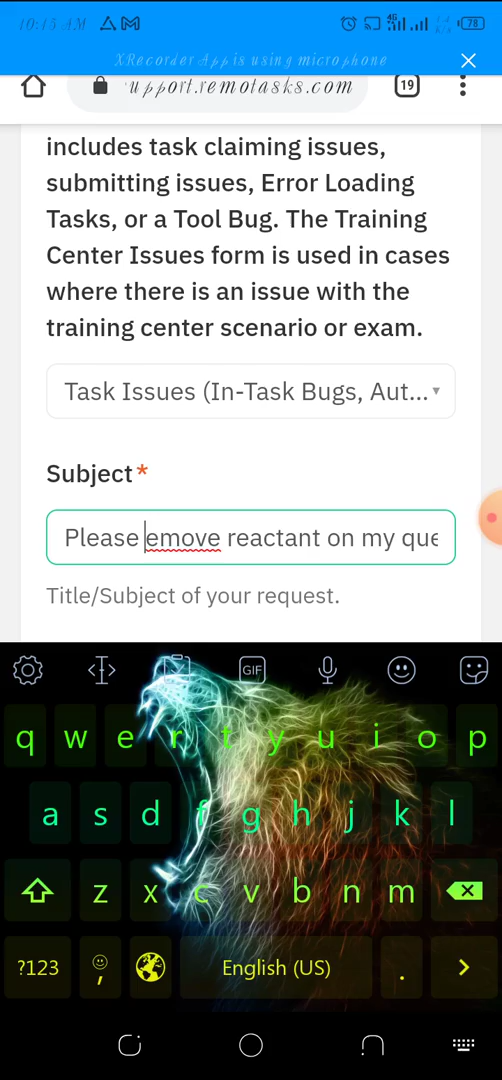 10:15 AM
4G
78
XRecorder App is using microphone
upport.remotasks.com
19
includes task claiming issues,
submitting issues, Error Loading
Tasks, or a Tool Bug. The Training
Center Issues form is used in cases
where there is an issue with the
training center scenario or exam.
Task Issues (In-Task Bugs, Aut...
Subject*
Please emove reactant on my que
Title/Subject of your request.
GIF
q w e r t y u i o p
a s d f g h j k l
z x c v b n m
?123 , English (US) .